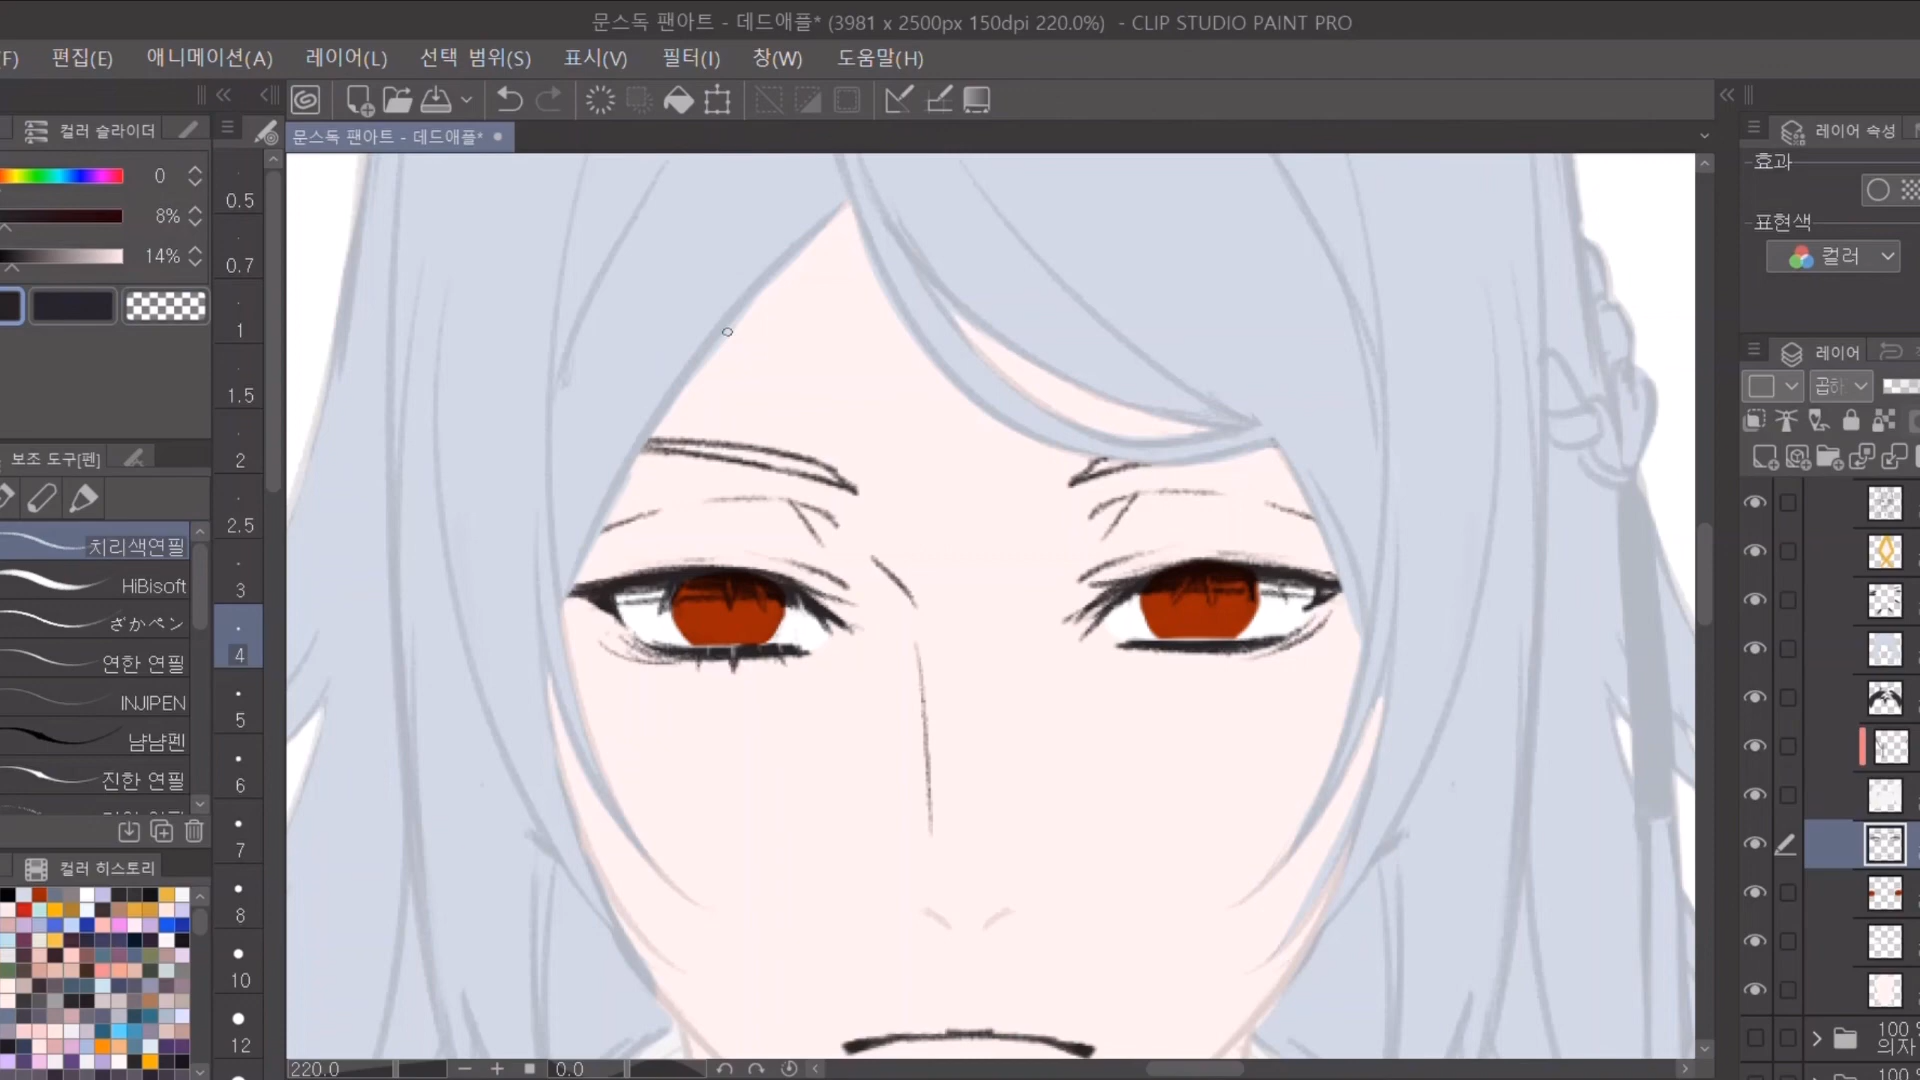 문스독 팬아트 - 데드애플* (3981 x 2500px 150dpi 220.0%) - CLIP STUDIO PAINT PRO
F) 편집(E) 애니메이션(A) 레이어(L) 선택 범위(S) 표시(V) 필터(I) 창(W) 도움말(H)
컬러 슬라이더
문스독 팬아트 - 데드애플*
0
8%
14%
보조 도구[펜]
치리색연필
HiBisoft
ざかペン
연한 연필
INJIPEN
냠냠펜
진한 연필
컬러 히스토리
0.5
0.7
1
1.5
2
2.5
3
4
5
6
7
8
10
12
220.0
0.0
레이어 속성
효과
표현색
컬러
레이어
100 %
의자